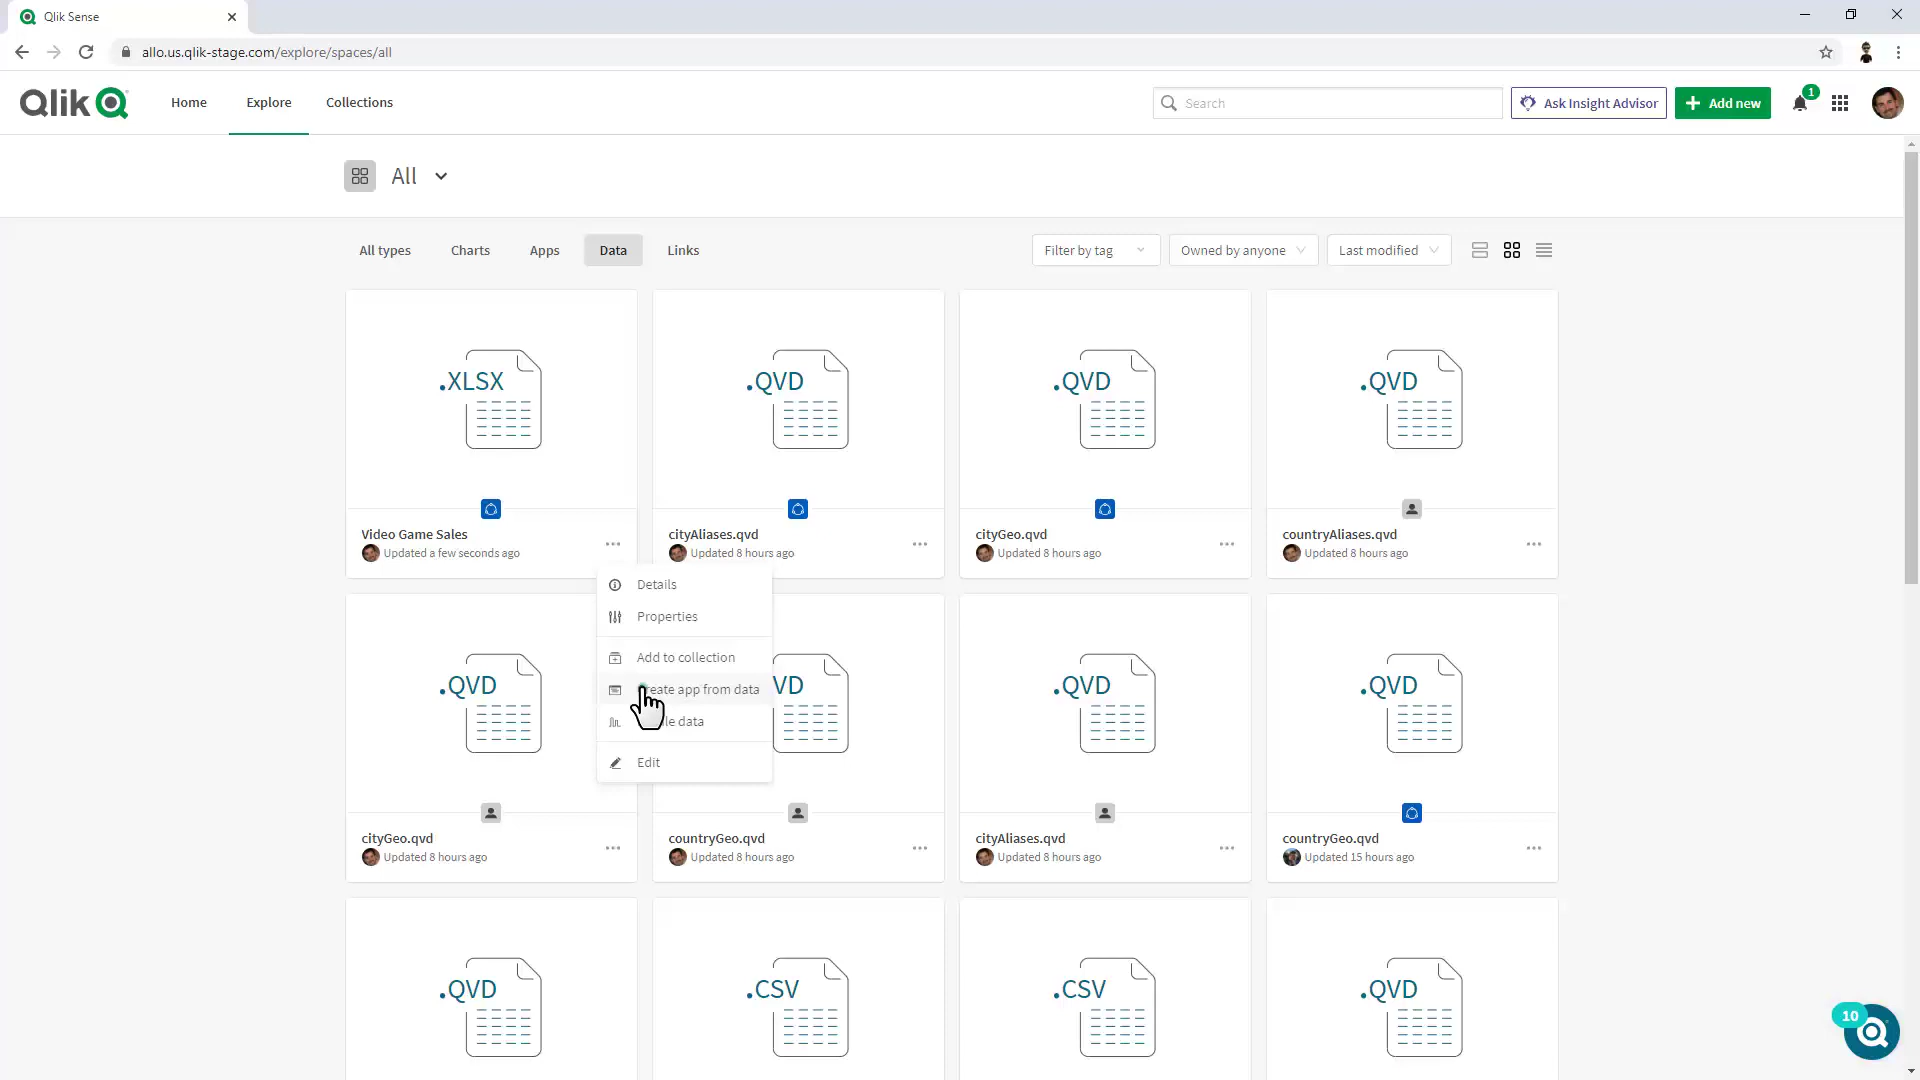 Qlik Sense
allo.us.qlik-stage.com/explore/spaces/all
Qlik
Home
Explore
Collections
Search
Ask Insight Advisor
Add new
1
All
All types
Charts
Apps
Data
Links
Filter by tag
Owned by anyone
Last modified
.XLSX
.QVD
.QVD
.QVD
Video Game Sales
Updated a few seconds ago
cityAliases.qvd
Updated 8 hours ago
cityGeo.qvd
Updated 8 hours ago
countryAliases.qvd
Updated 8 hours ago
Details
Properties
Add to collection
app from data
data
Edit
.QVD
.QVD
.QVD
cityGeo.qvd
Updated 8 hours ago
countryGeo.qvd
Updated 8 hours ago
cityAliases.qvd
Updated 8 hours ago
countryGeo.qvd
Updated 15 hours ago
.QVD
.CSV
.CSV
.QVD
10